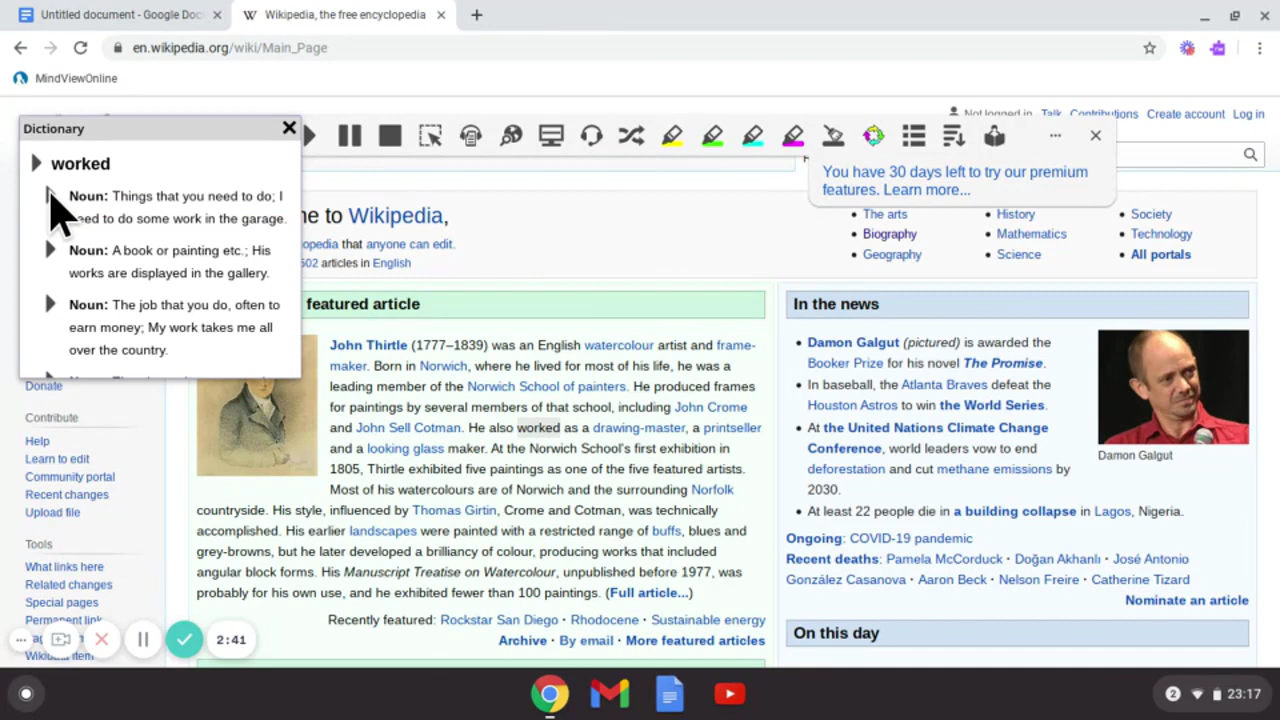 Untitled document - Google Doc
Wikipedia, the free encyclopedia
en.wikipedia.org/wiki/Main_Page
MindViewOnline
Not logged in Talk Contributions Create account Log in
Dictionary
worked
Noun: Things that you need to do; I
need to do some work in the garage.
Noun: A book or painting etc.; His
works are displayed in the gallery.
Noun: The job that you do, often to
earn money; My work takes me all
over the country.
You have 30 days left to try our premium
features. Learn more...
me to Wikipedia,
opedia that anyone can edit.
502 articles in English
The arts
Biography
Geography
History
Mathematics
Science
Society
Technology
All portals
Donate
Contribute
Help
Learn to edit
Community portal
Recent changes
Upload file
Tools
What links here
Related changes
Special pages
Permanent link
Wikidata item
featured article
John Thirtle (1777–1839) was an English watercolour artist and frame-
maker. Born in Norwich, where he lived for most of his life, he was a
leading member of the Norwich School of painters. He produced frames
for paintings by several members of that school, including John Crome
and John Sell Cotman. He also worked as a drawing-master, a printseller
and a looking glass maker. At the Norwich School's first exhibition in
1805, Thirtle exhibited five paintings as one of the five featured artists.
Most of his watercolours are of Norwich and the surrounding Norfolk
countryside. His style, influenced by Thomas Girtin, Crome and Cotman, was technically
accomplished. His earlier landscapes were painted with a restricted range of buffs, blues and
grey-browns, but he later developed a brilliancy of colour, producing works that included
angular block forms. His Manuscript Treatise on Watercolour, unpublished before 1977, was
probably for his own use, and he exhibited fewer than 100 paintings. (Full article...)
Recently featured: Rockstar San Diego · Rhodocene · Sustainable energy
Archive · By email · More featured articles
In the news
Damon Galgut (pictured) is awarded the
Booker Prize for his novel The Promise.
In baseball, the Atlanta Braves defeat the
Houston Astros to win the World Series.
At the United Nations Climate Change
Conference, world leaders vow to end
deforestation and cut methane emissions by
2030.
At least 22 people die in a building collapse in Lagos, Nigeria.
Damon Galgut
Ongoing: COVID-19 pandemic
Recent deaths: Pamela McCorduck · Doğan Akhanlı · José Antonio
González Casanova · Aaron Beck · Nelson Freire · Catherine Tizard
Nominate an article
On this day
2:41
2
23:17